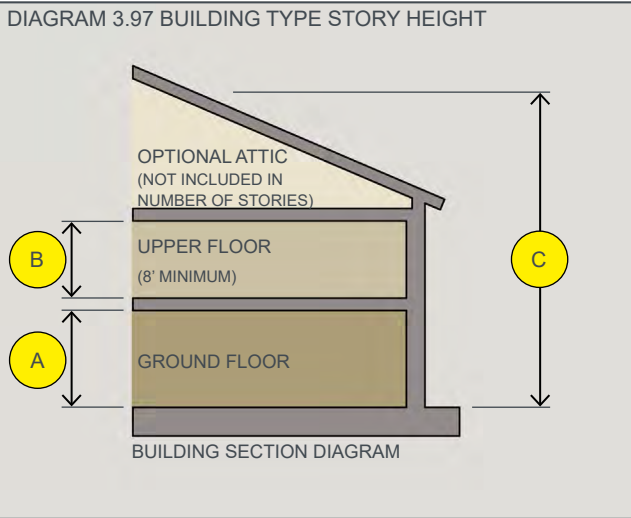 DIAGRAM 3.97 BUILDING TYPE STORY HEIGHT
OPTIONAL ATTIC
(NOT INCLUDED IN
NUMBER OF STORIES)
B
UPPER FLOOR
(8' MINIMUM)
C
A
GROUND FLOOR
BUILDING SECTION DIAGRAM